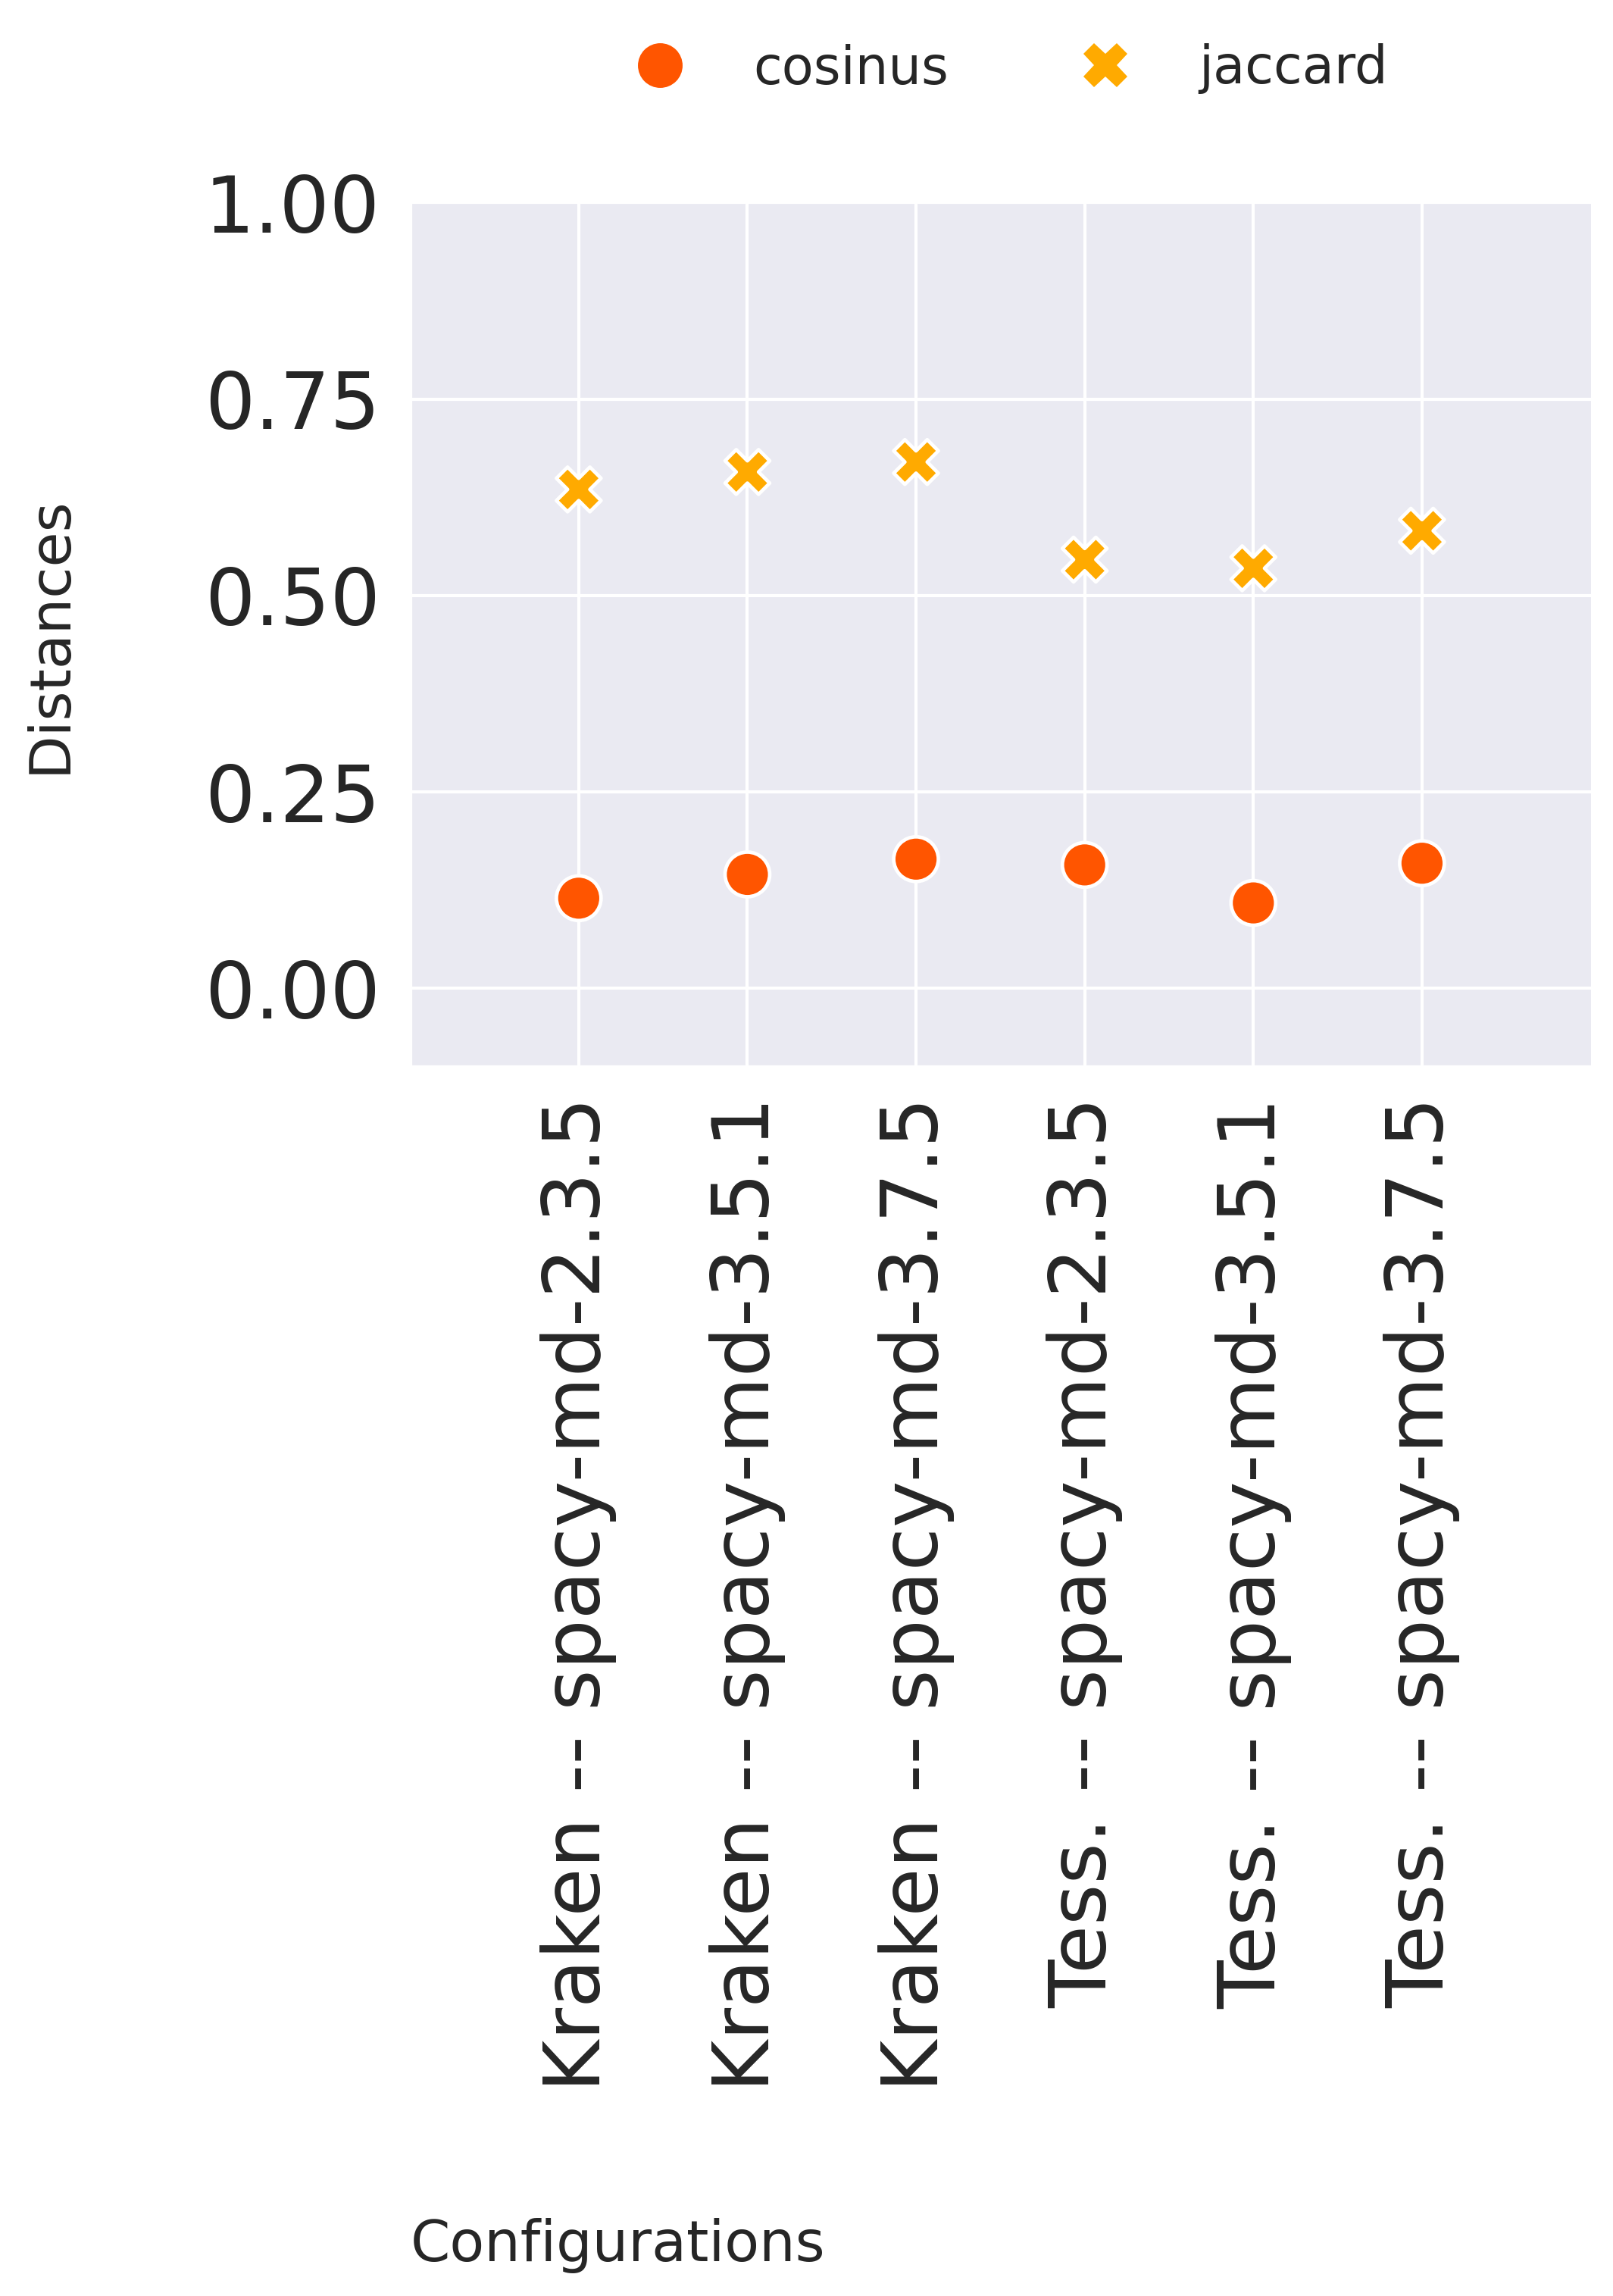 cosinus jaccard
1.00
0.75
0.50
0.25
0.00
Distances
Kraken -- spacy-md-2.3.5
Kraken -- spacy-md-3.5.1
Kraken -- spacy-md-3.7.5
Tess. -- spacy-md-2.3.5
Tess. -- spacy-md-3.5.1
Tess. -- spacy-md-3.7.5
Configurations